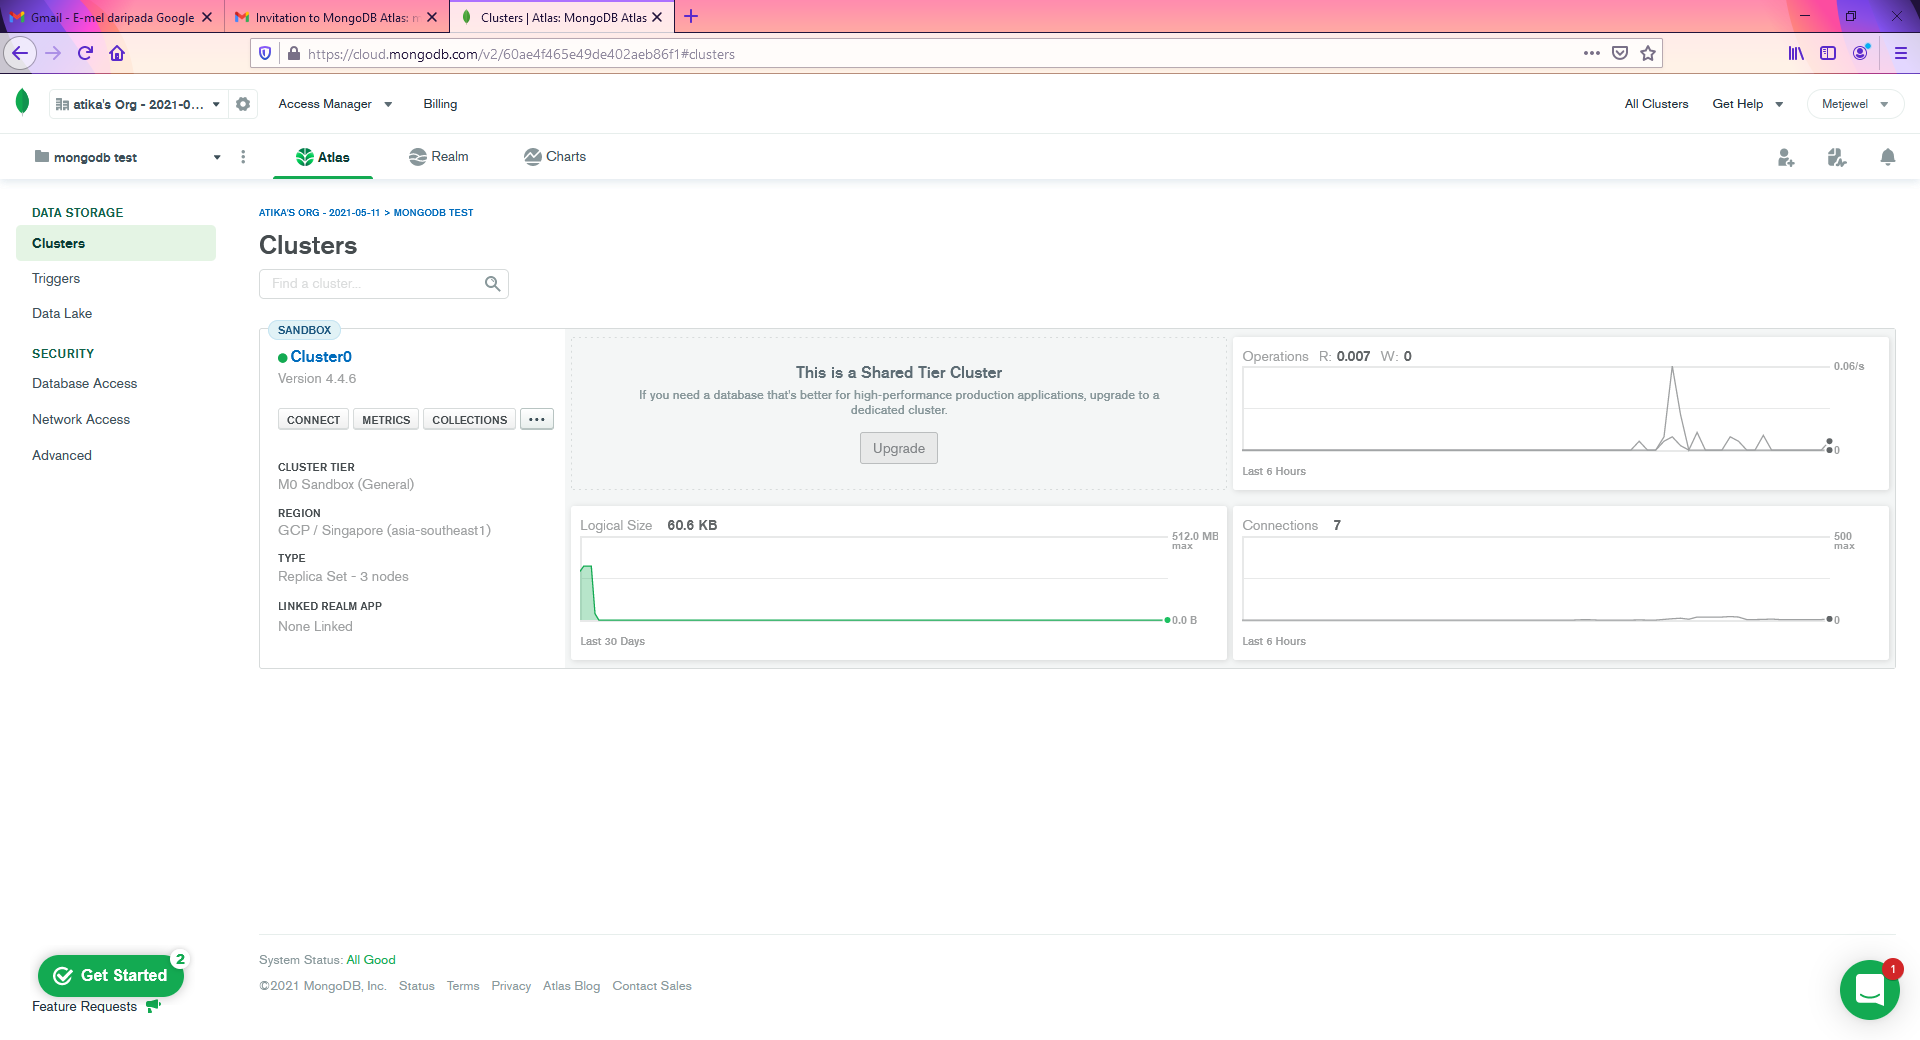 Gmail - E-mel daripada Google
Invitation to MongoDB Atlas: m
Clusters | Atlas: MongoDB Atlas
https://cloud.mongodb.com/v2/60ae4f465e49de402aeb86f1#clusters
atika's Org - 2021-0...
Access Manager
Billing
All Clusters
Get Help
Metjewel
mongodb test
Atlas
Realm
Charts
DATA STORAGE
Clusters
Triggers
Data Lake
SECURITY
Database Access
Network Access
Advanced
ATIKA'S ORG - 2021-05-11 > MONGODB TEST
Clusters
Find a cluster...
SANDBOX
Cluster0
Version 4.4.6
CONNECT
METRICS
COLLECTIONS
...
CLUSTER TIER
M0 Sandbox (General)
REGION
GCP / Singapore (asia-southeast1)
TYPE
Replica Set - 3 nodes
LINKED REALM APP
None Linked
This is a Shared Tier Cluster
If you need a database that's better for high-performance production applications, upgrade to a
dedicated cluster.
Upgrade
Operations R: 0.007 W: 0
0.06/s
0
Last 6 Hours
Logical Size 60.6 KB
512.0 MB
max
0.0 B
Last 30 Days
Connections 7
500
max
0
Last 6 Hours
System Status: All Good
©2021 MongoDB, Inc. Status Terms Privacy Atlas Blog Contact Sales
Get Started
2
Feature Requests
1